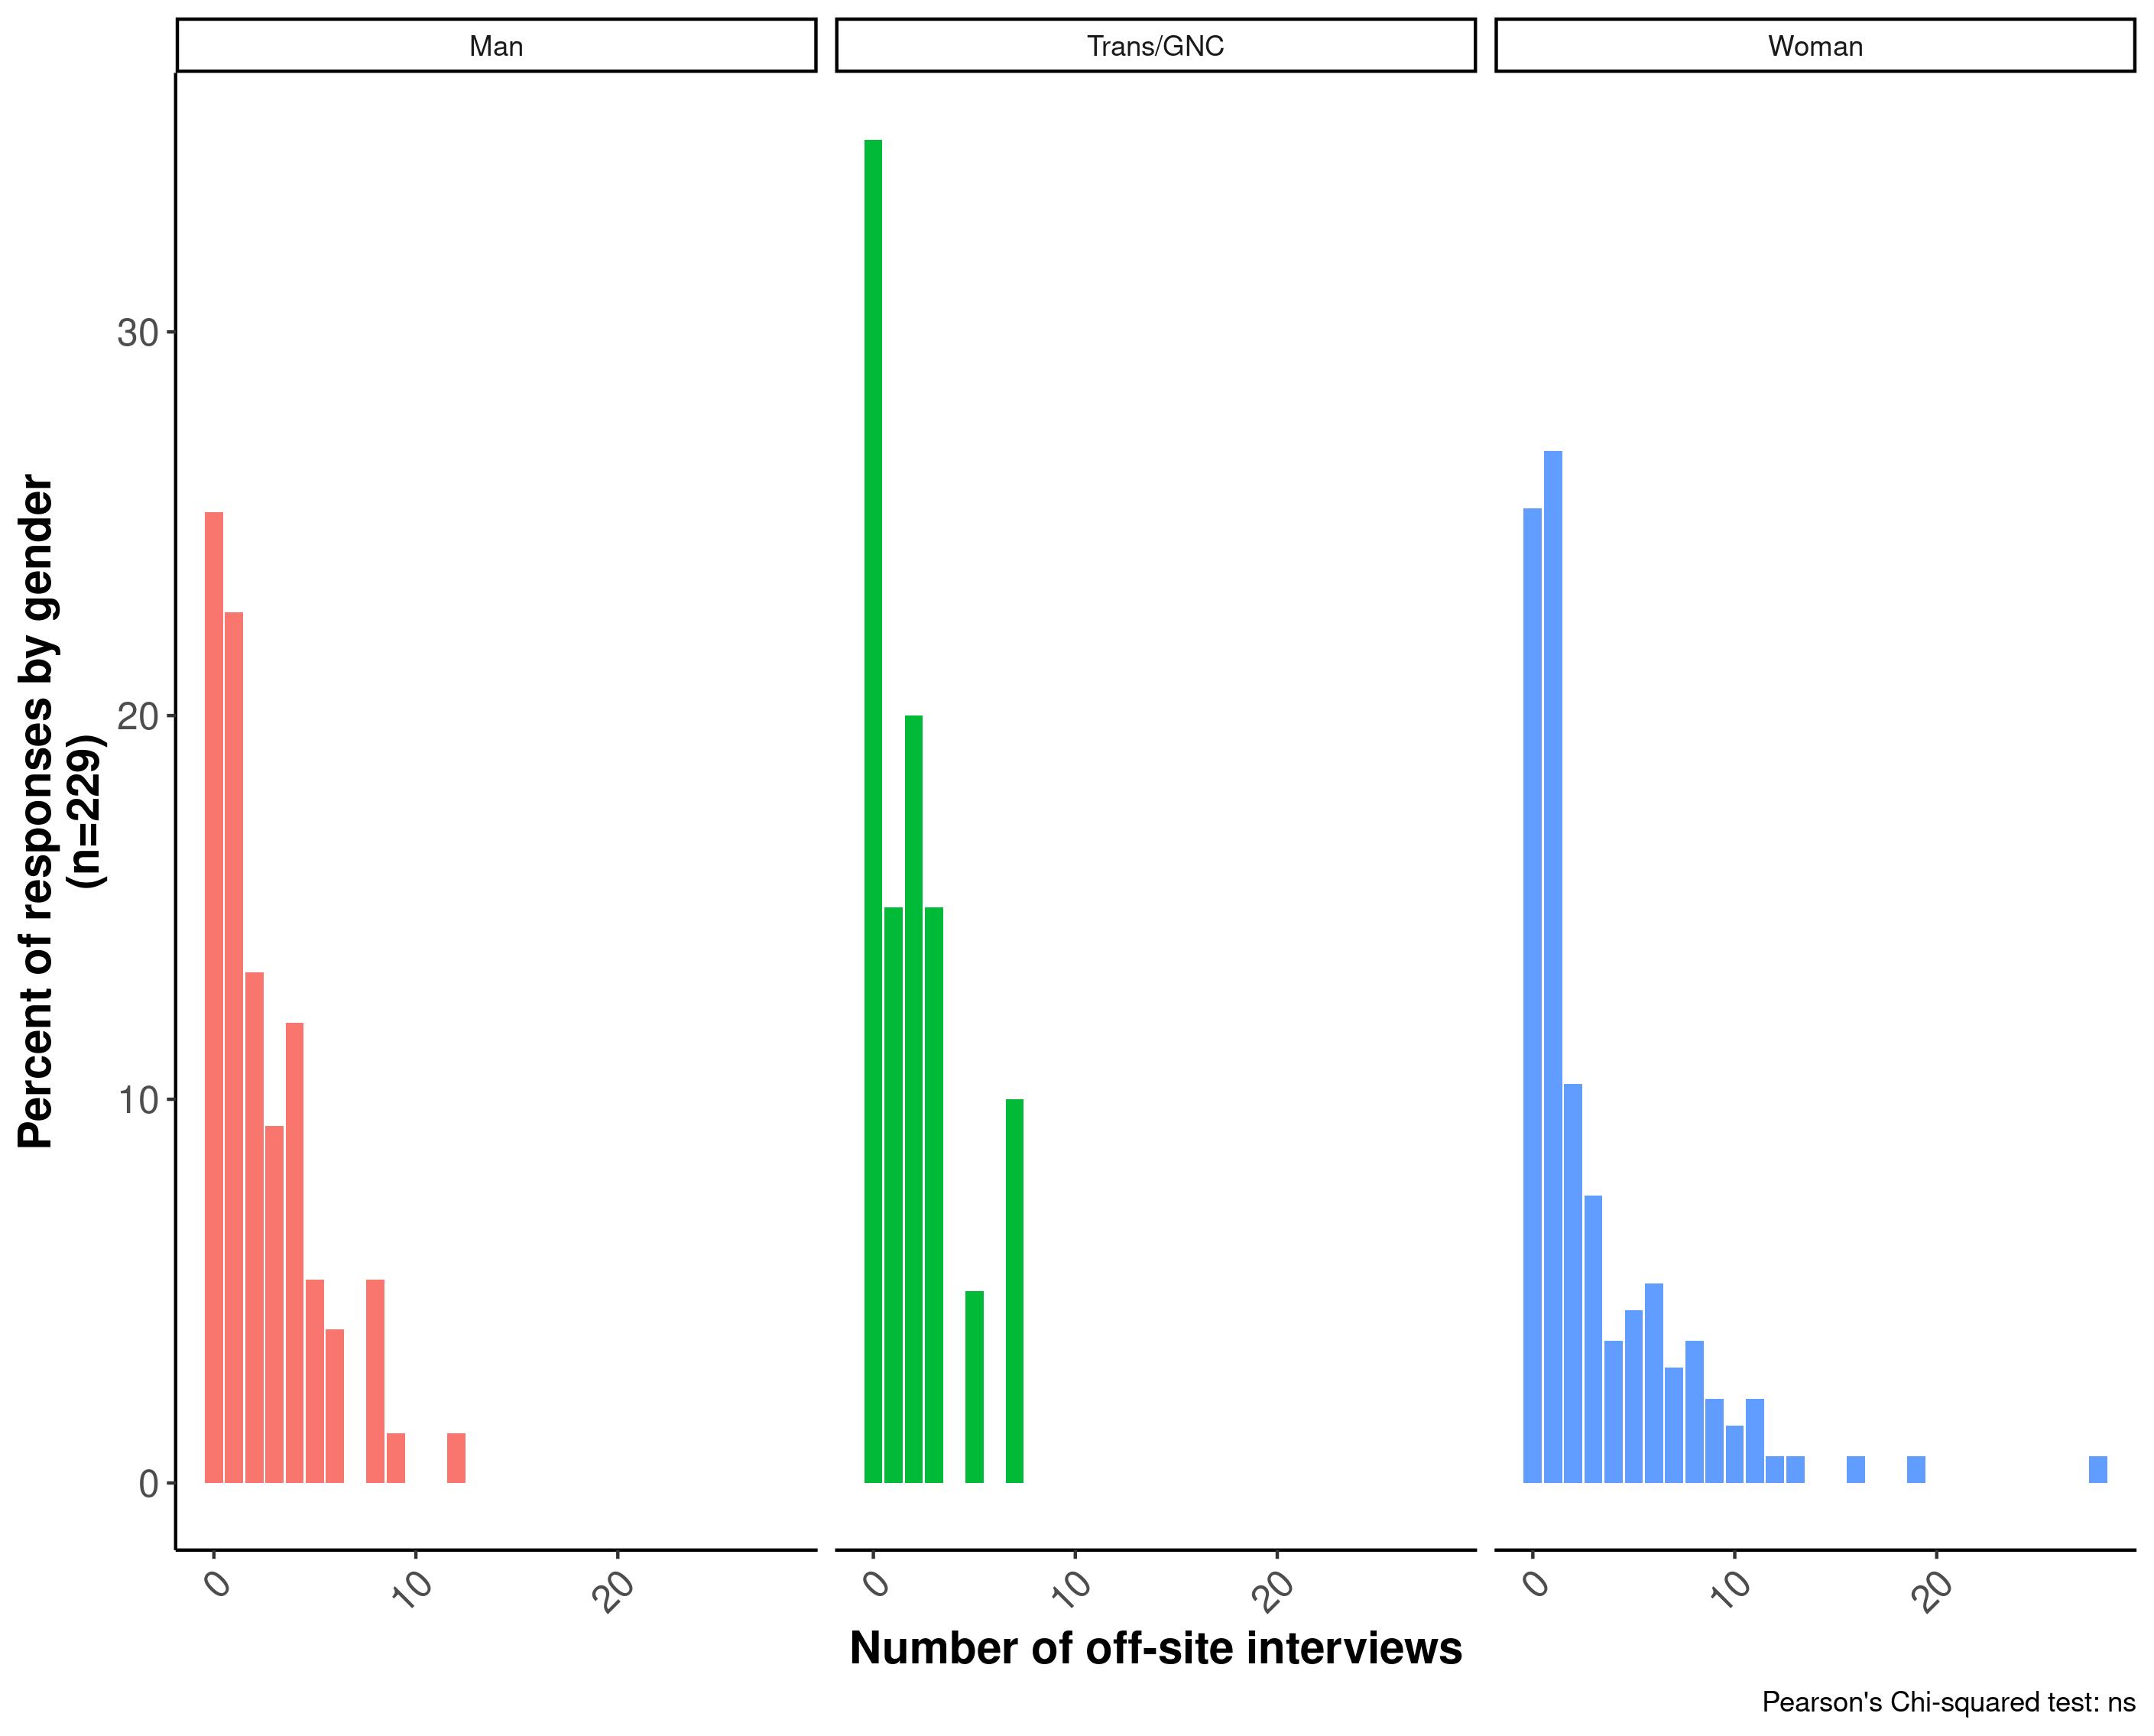 Man
Trans/GNC
Woman
Percent of responses by gender
(n=229)
30
20
10
0
0
10
20
0
10
20
0
10
20
Number of off-site interviews
Pearson's Chi-squared test: ns